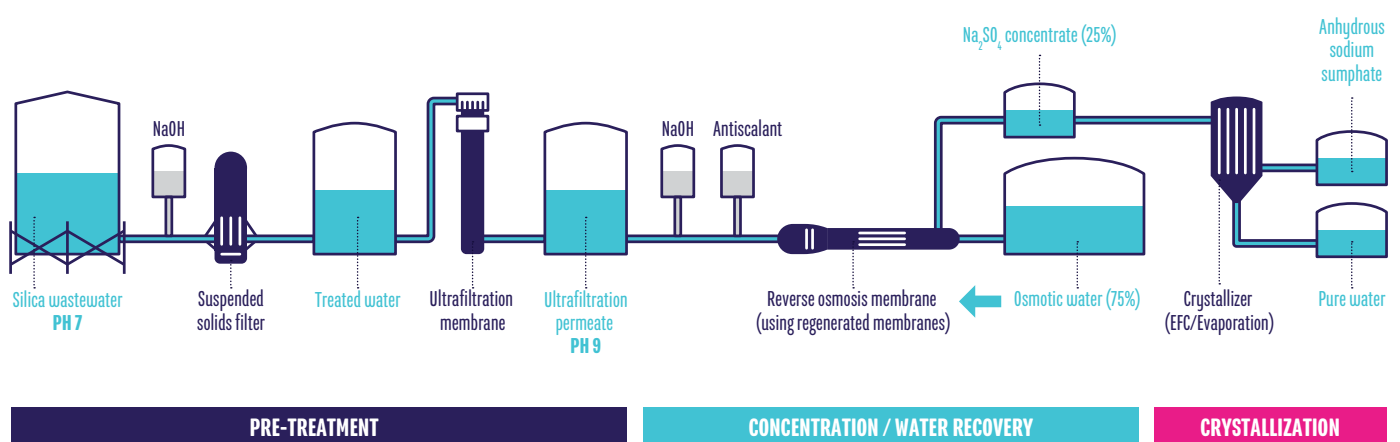 Na2SO4 concentrate (25%)
Anhydrous
sodium
sumphate
NaOH
NaOH
Antiscalant
Silica wastewater
PH 7
Suspended
solids filter
Treated water
Ultrafiltration
membrane
Ultrafiltration
permeate
PH 9
Reverse osmosis membrane
(using regenerated membranes)
Osmotic water (75%)
Crystallizer
(EFC/Evaporation)
Pure water
PRE-TREATMENT
CONCENTRATION / WATER RECOVERY
CRYSTALLIZATION